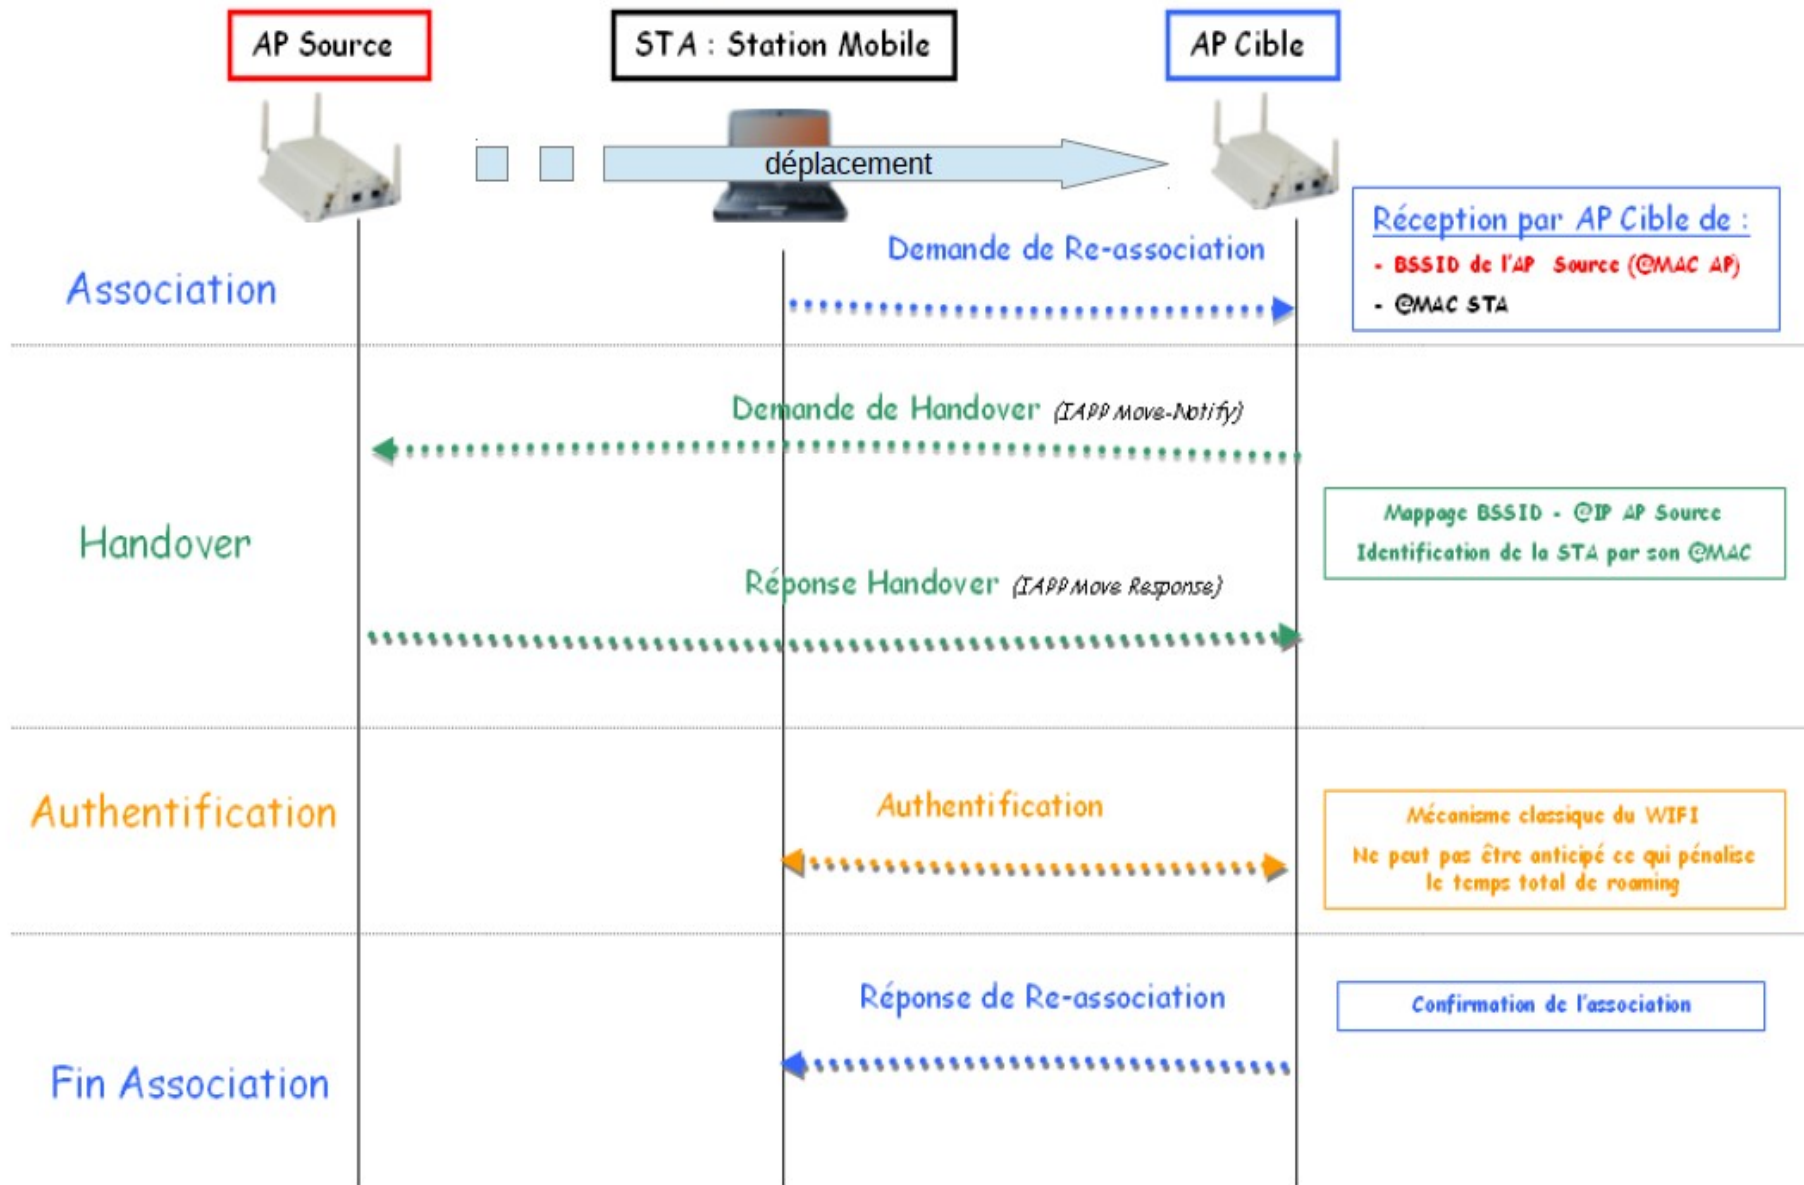 AP Source
STA : Station Mobile
AP Cible
déplacement
Réception par AP Cible de :
- BSSID de l'AP Source (@MAC AP)
- @MAC STA
Demande de Re-association
Association
Demande de Handover (IAPP Move-Notify)
Mappage BSSID - @IP AP Source
Identification de la STA par son @MAC
Handover
Réponse Handover (IAPP Move Response)
Authentification
Authentification
Mécanisme classique du WIFI
Ne peut pas être anticipé ce qui pénalise
le temps total de roaming
Réponse de Re-association
Confirmation de l'association
Fin Association